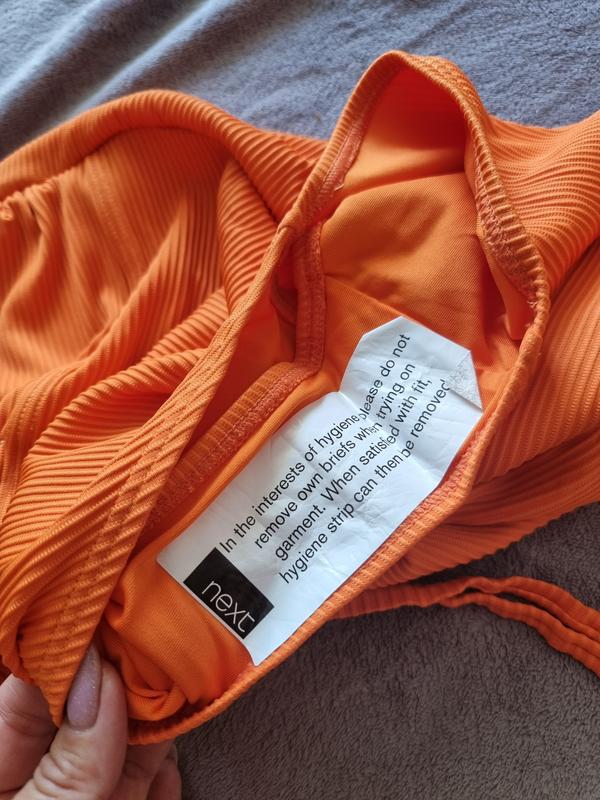 In the interests of hygiene, please do not
remove own briefs when trying on
garment. When satisfied with fit,
hygiene strip can then be removed
next